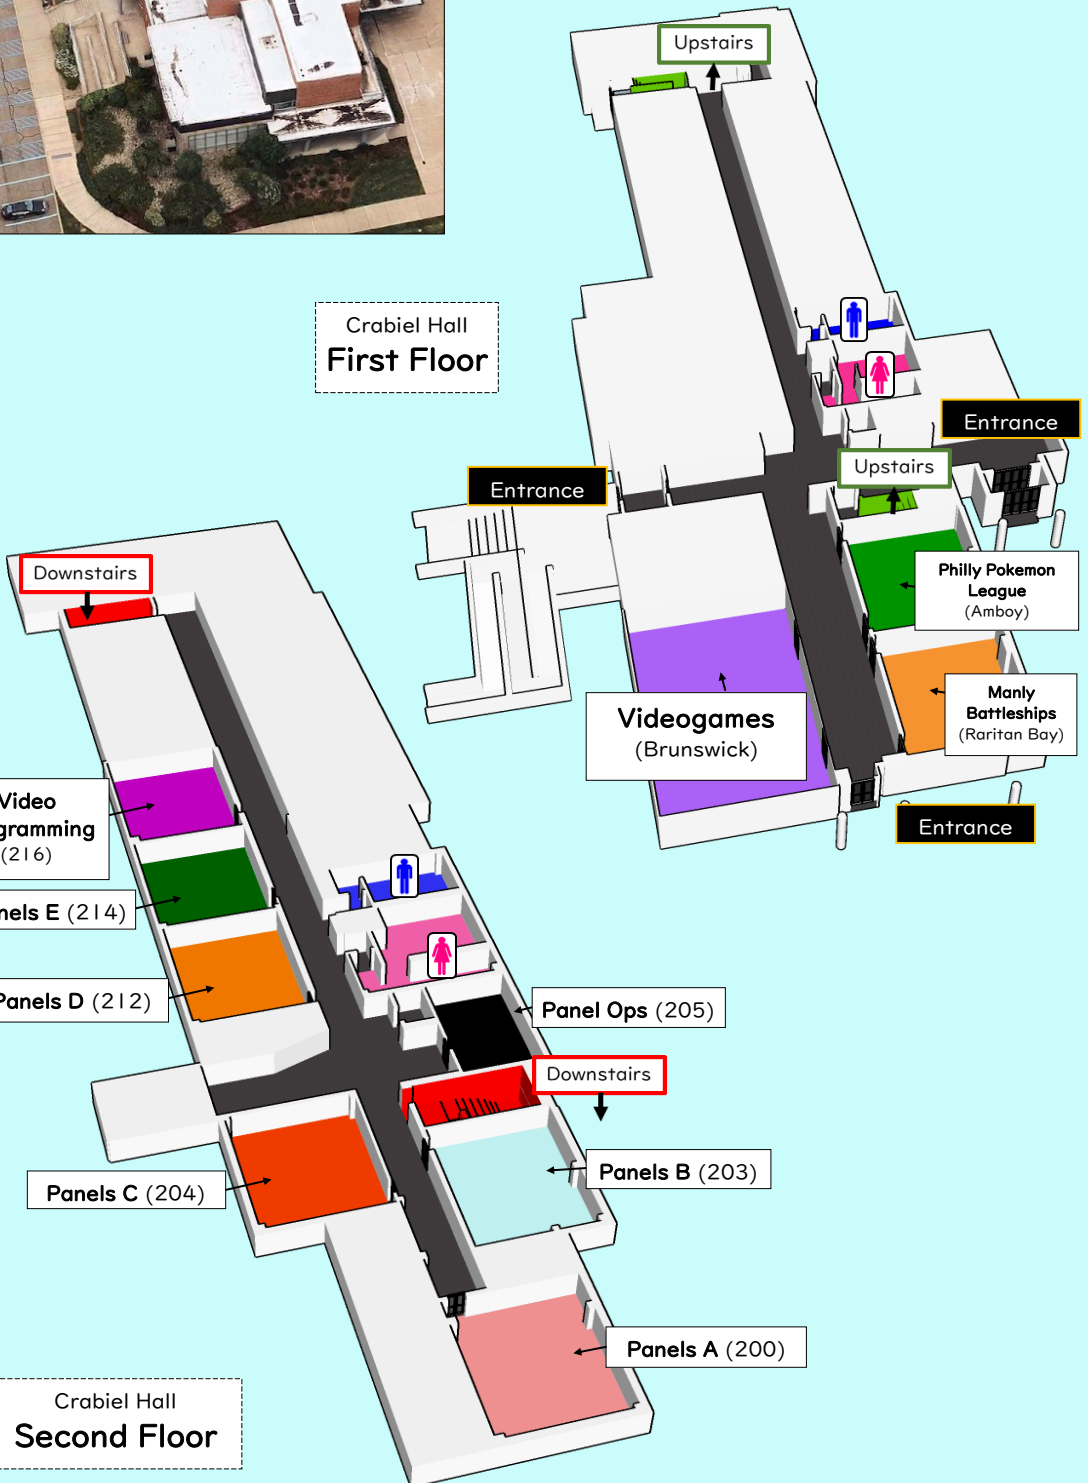 Upstairs
Crabiel Hall
First Floor
Entrance
Upstairs
Entrance
Philly Pokemon
League
(Amboy)
Manly
Battleships
(Raritan Bay)
Videogames
(Brunswick)
Entrance
Downstairs
Video
gramming
(216)
nels E (214)
Panels D (212)
Panel Ops (205)
Downstairs
Panels B (203)
Panels C (204)
Panels A (200)
Crabiel Hall
Second Floor